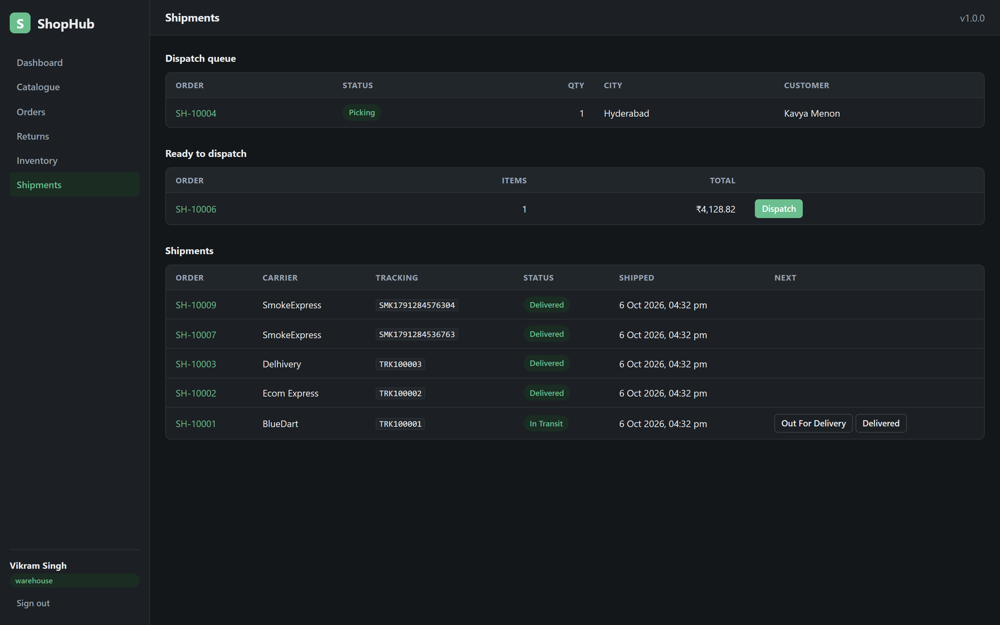 S ShopHub
Dashboard
Catalogue
Orders
Returns
Inventory
Shipments
Vikram Singh
warehouse
Sign out
Shipments v1.0.0
Dispatch queue
ORDER STATUS QTY CITY CUSTOMER
SH-10004 Picking 1 Hyderabad Kavya Menon
Ready to dispatch
ORDER ITEMS TOTAL
SH-10006 1 ₹4,128.82 Dispatch
Shipments
ORDER CARRIER TRACKING STATUS SHIPPED NEXT
SH-10009 SmokeExpress SMK1791284576304 Delivered 6 Oct 2026, 04:32 pm
SH-10007 SmokeExpress SMK1791284536763 Delivered 6 Oct 2026, 04:32 pm
SH-10003 Delhivery TRK100003 Delivered 6 Oct 2026, 04:32 pm
SH-10002 Ecom Express TRK100002 Delivered 6 Oct 2026, 04:32 pm
SH-10001 BlueDart TRK100001 In Transit 6 Oct 2026, 04:32 pm Out For Delivery Delivered